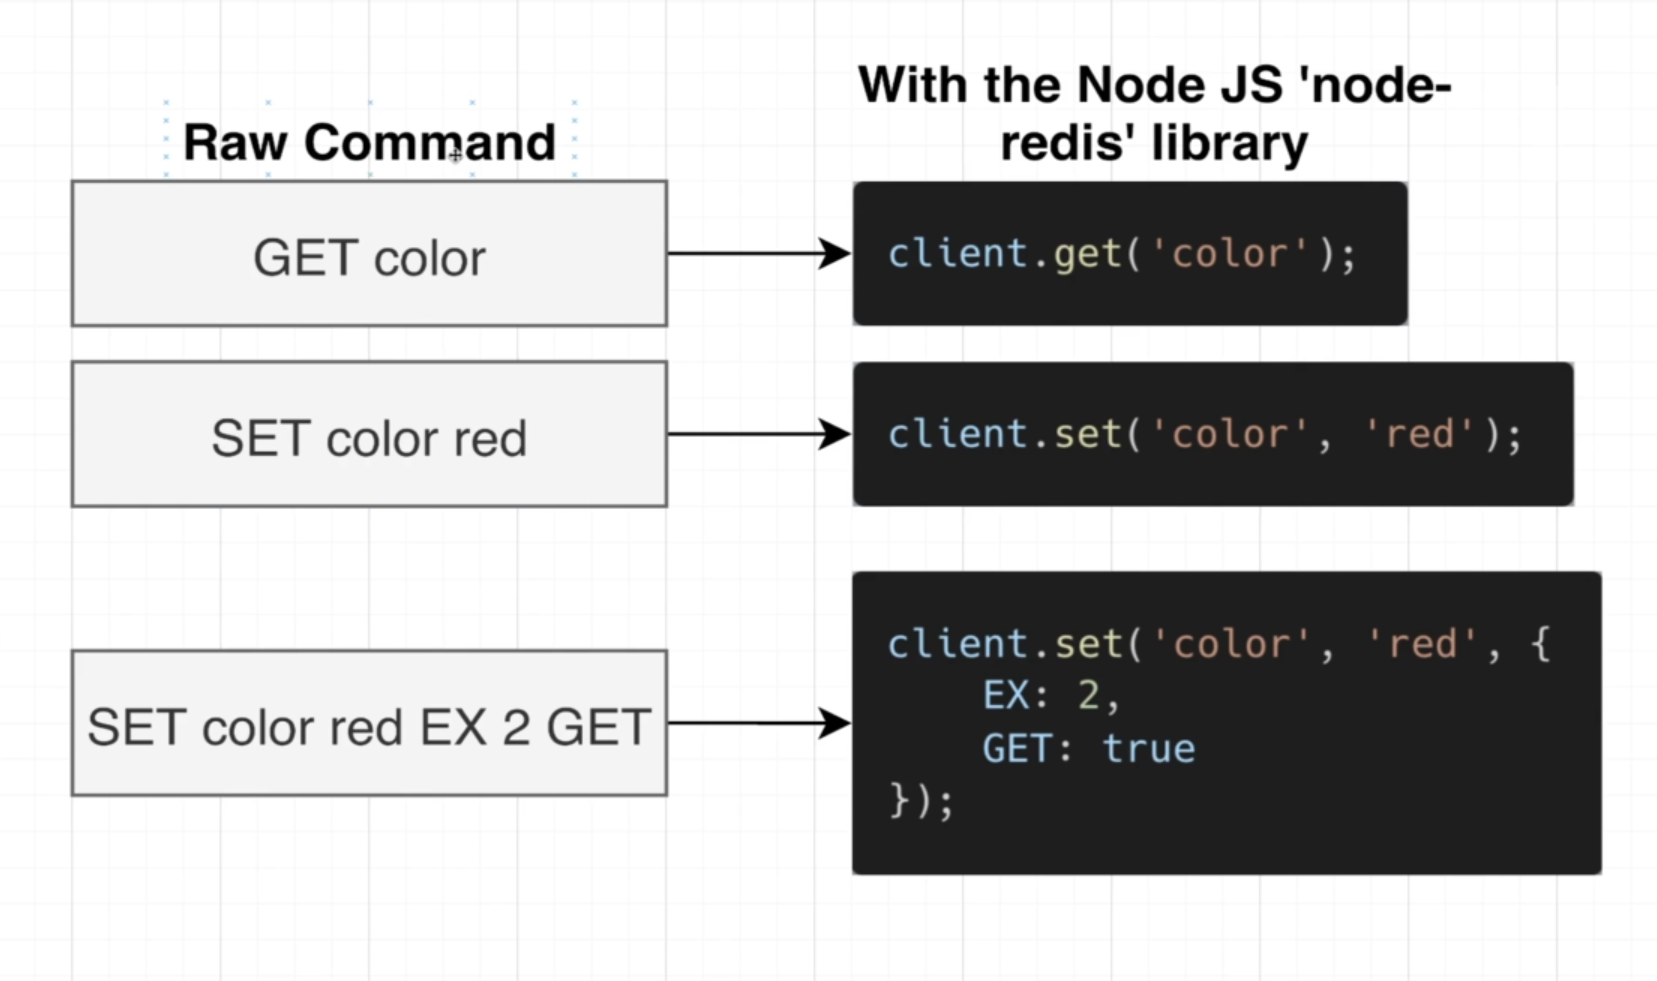 Raw Command
With the Node JS 'node-
redis' library
GET color
client.get('color');
SET color red
client.set('color', 'red');
SET color red EX 2 GET
client.set('color', 'red', {
    EX: 2,
    GET: true
});